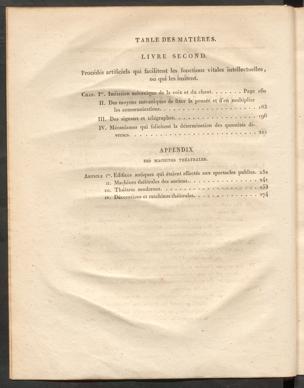 TABLE DES MATIÈRES.
LIVRE SECOND.
Procédés artificiels qui facilitent les fonctions vitales intellectuelles,
ou qui les imitent.
CHAP. Iᵉʳ. Imitation mécanique de la voix et du chant. . . . . . . . Page 160
II. Des moyens mécaniques de fixer la pensée et d'en multiplier
les communications. . . . . . . . . . . . . . . . . . . 183
III. Des signaux et télégraphes. . . . . . . . . . . . . . . . . . 196
IV. Mécanismes qui facilitent la détermination des quantités di-
verses. . . . . . . . . . . . . . . . . . . . . . . . 211
APPENDIX
DES MACHINES THÉATRALES.
ARTICLE 1ᵉʳ. Édifices antiques qui étaient affectés aux spectacles publics. 232
II. Machines théâtrales des anciens. . . . . . . . . . . . . . . 241
III. Théâtres modernes. . . . . . . . . . . . . . . . . . . . 253
IV. Décorations et machines théâtrales. . . . . . . . . . . . . . 274